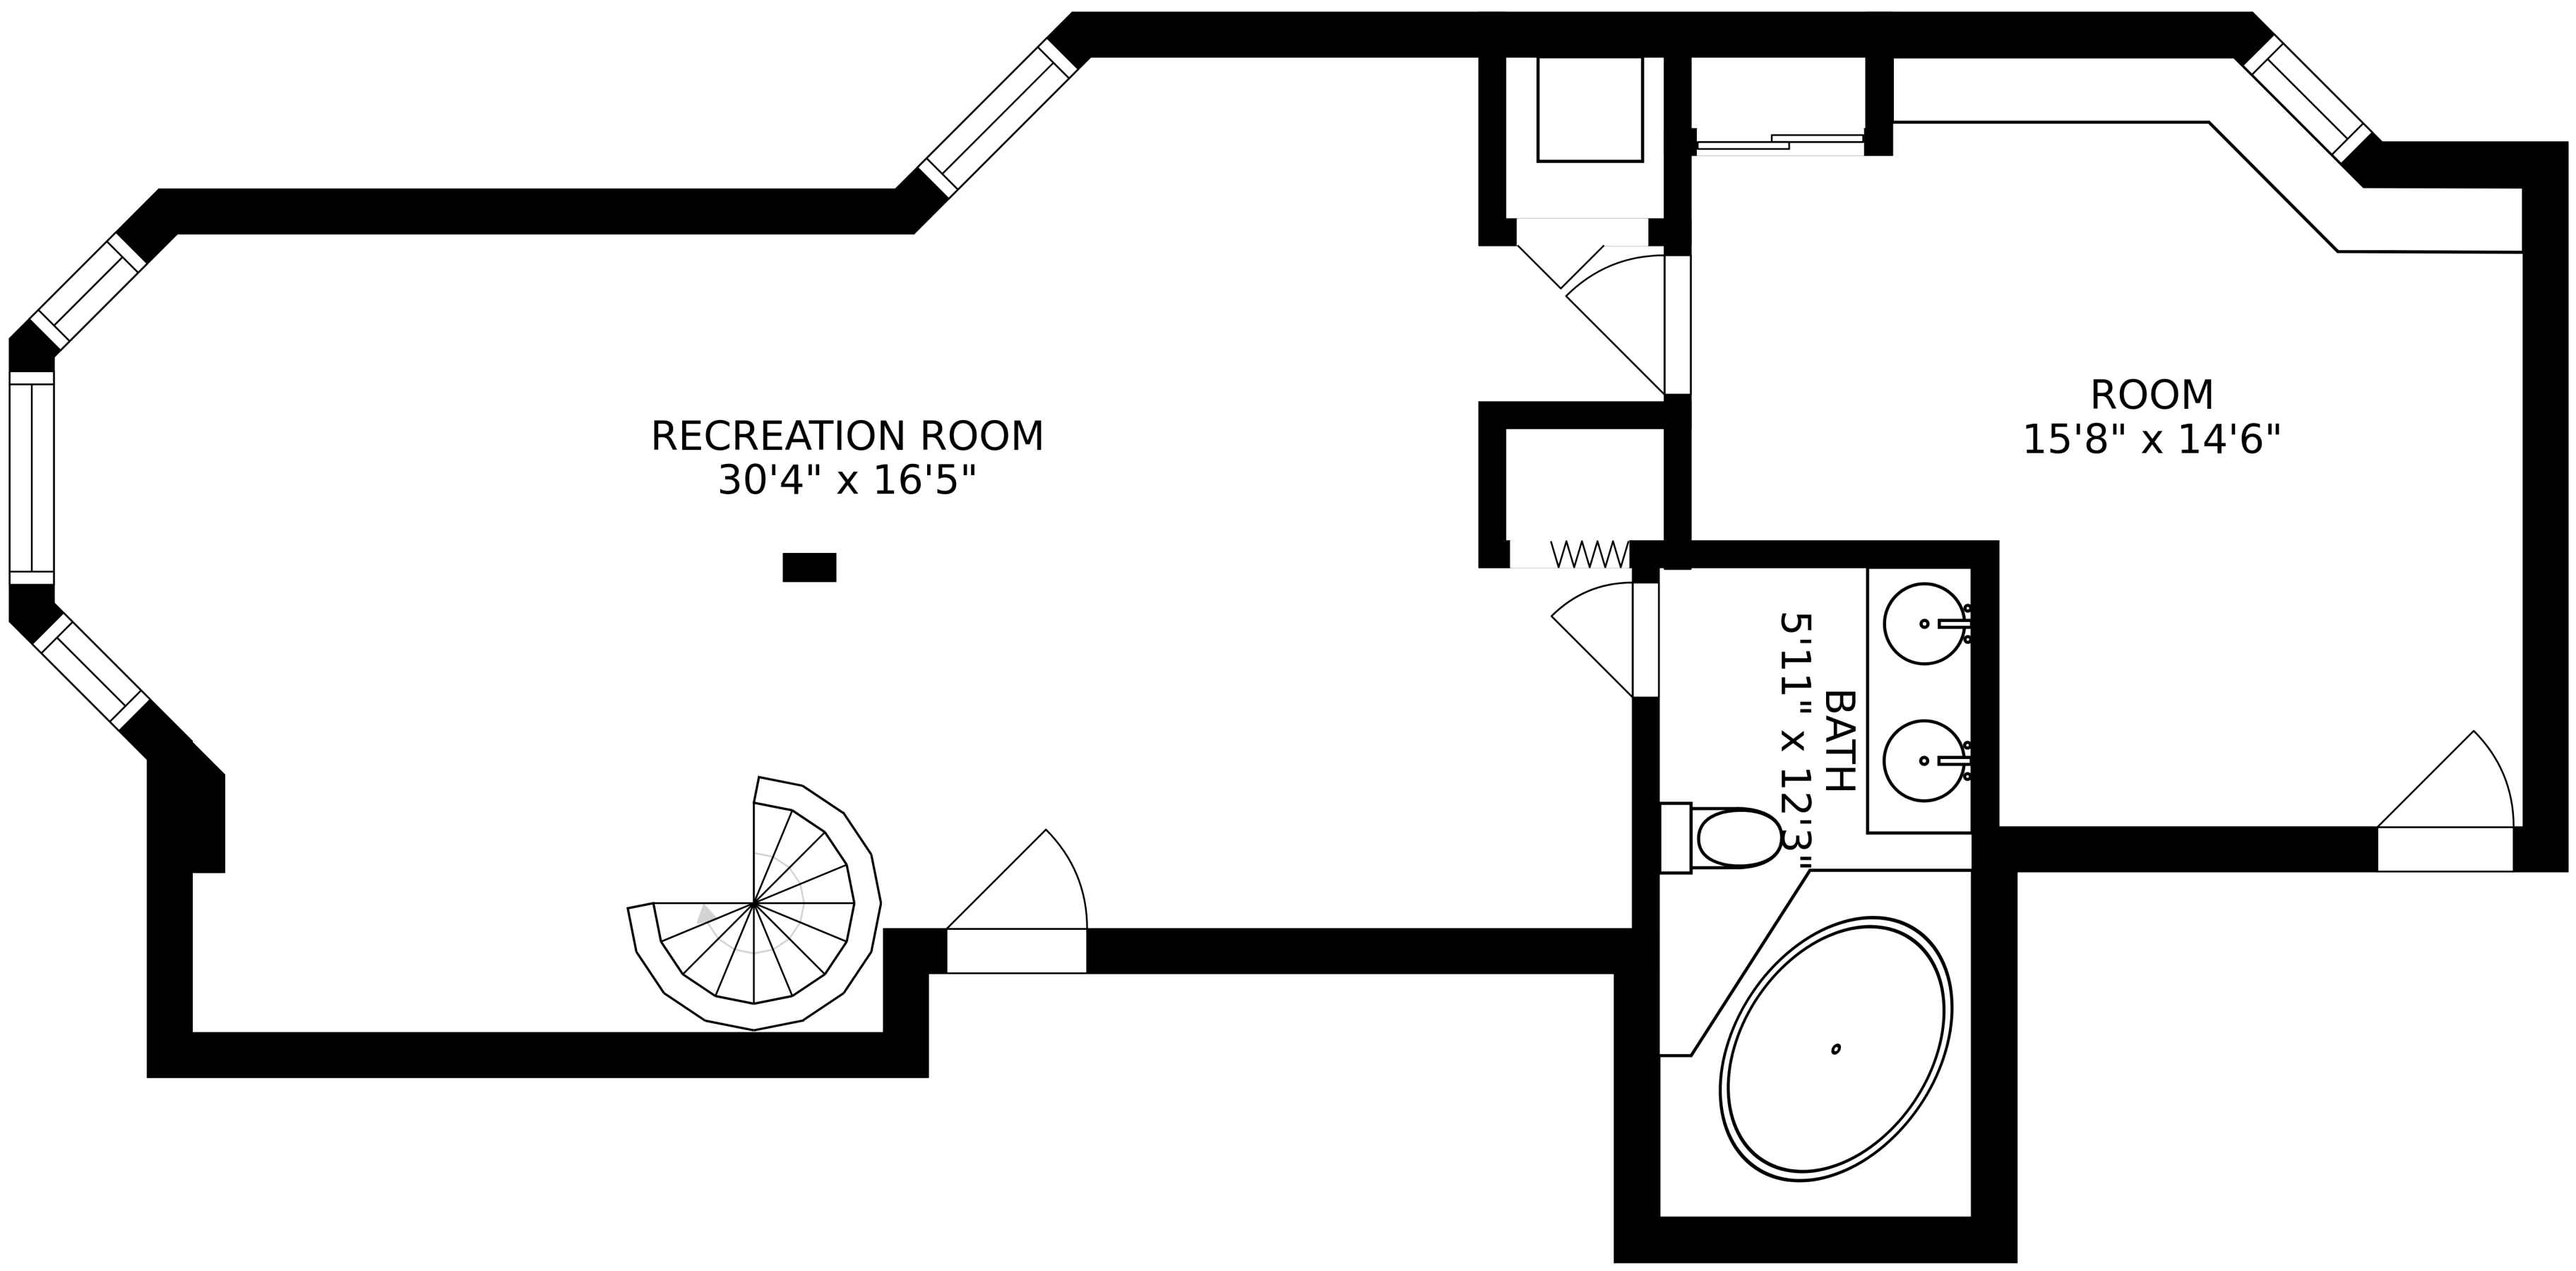 RECREATION ROOM
30'4" x 16'5"
ROOM
15'8" x 14'6"
BATH
5'11" x 12'3"